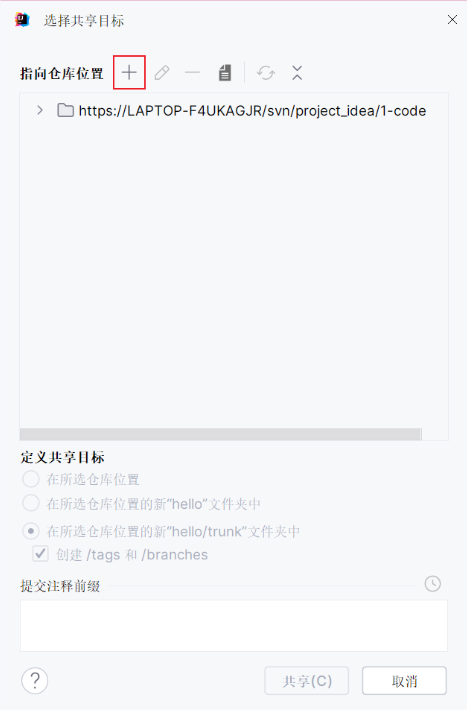 选择共享目标
指向仓库位置
https://LAPTOP-F4UKAGJR/svn/project_idea/1-code
定义共享目标
在所选仓库位置
在所选仓库位置的新"hello"文件夹中
在所选仓库位置的新"hello/trunk"文件夹中
创建 /tags 和 /branches
提交注释前缀
?
共享(C)
取消